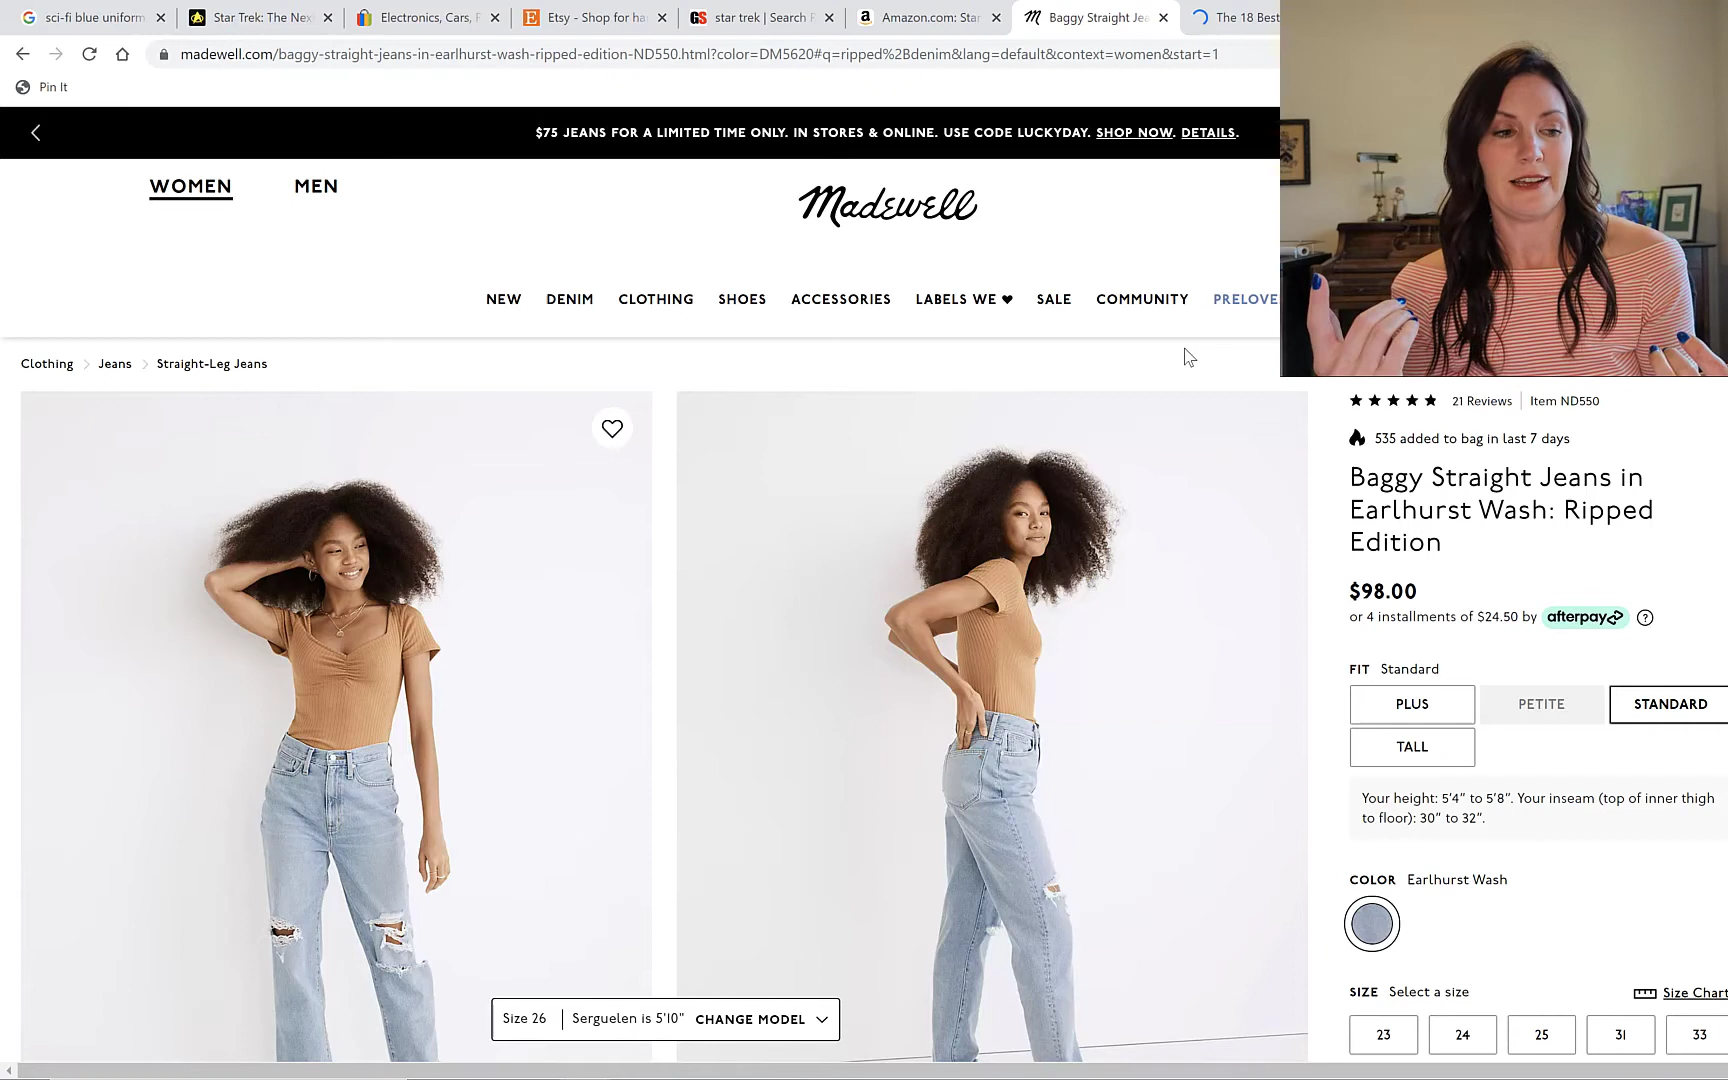 sci-fi blue uniform
Star Trek: The Nex
Electronics, Cars, F
Etsy - Shop for ha
star trek | Search F
Amazon.com: Star
Baggy Straight Jea
The 18 Best
madewell.com/baggy-straight-jeans-in-earlhurst-wash-ripped-edition-ND550.html?color=DM5620#q=ripped%2Bdenim&lang=default&context=women&start=1
Pin It
$75 JEANS FOR A LIMITED TIME ONLY. IN STORES & ONLINE. USE CODE LUCKYDAY. SHOP NOW. DETAILS.
WOMEN MEN
Madewell
NEW DENIM CLOTHING SHOES ACCESSORIES LABELS WE ♥ SALE COMMUNITY PRELOVE
Clothing > Jeans > Straight-Leg Jeans
21 Reviews | Item ND550
535 added to bag in last 7 days
Baggy Straight Jeans in
Earlhurst Wash: Ripped
Edition
$98.00
or 4 installments of $24.50 by afterpay ?
FIT Standard
PLUS PETITE STANDARD
TALL
Your height: 5'4" to 5'8". Your inseam (top of inner thigh
to floor): 30" to 32".
COLOR Earlhurst Wash
SIZE Select a size Size Chart
23 24 25 31 33
Size 26 | Serguelen is 5'10" CHANGE MODEL